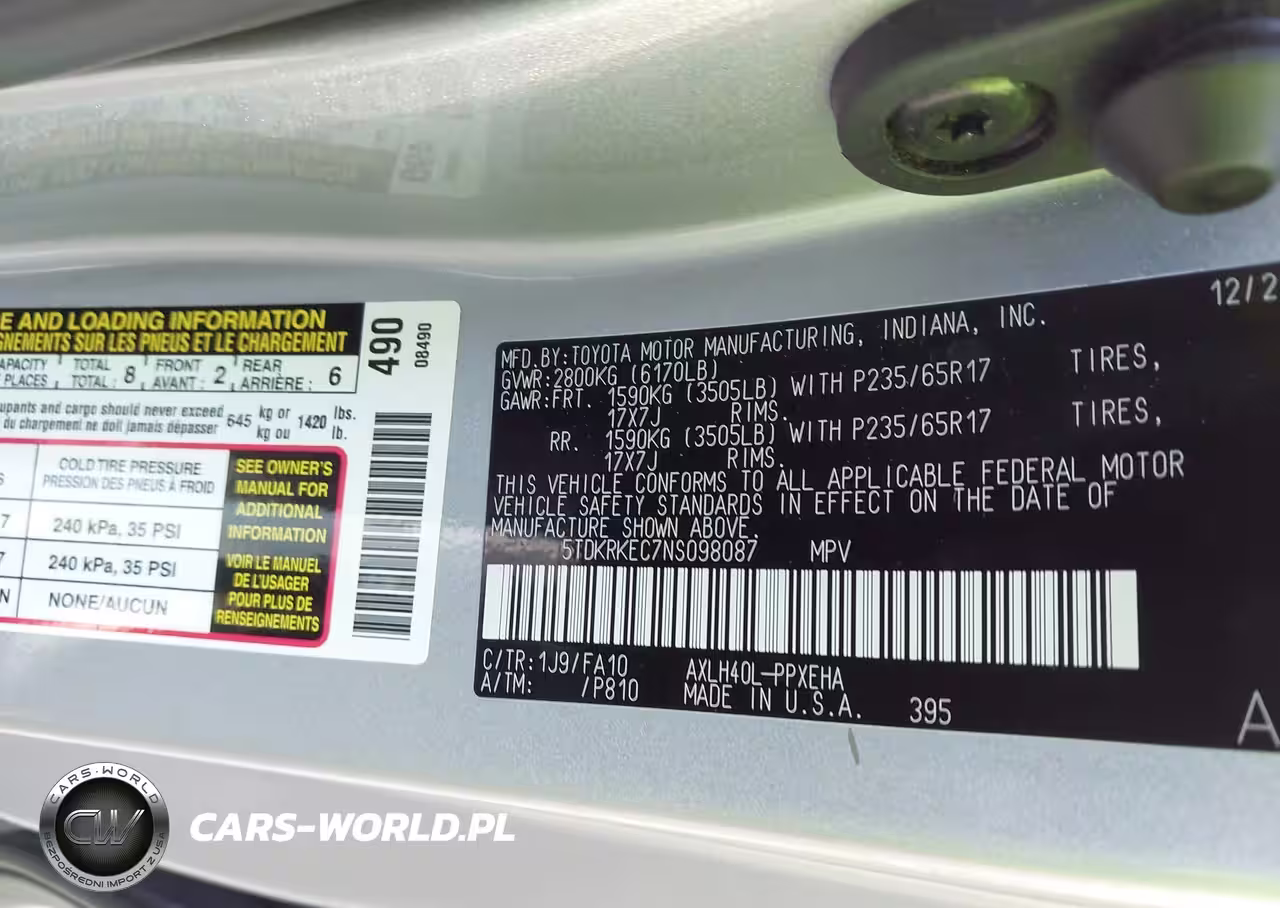 E AND LOADING INFORMATION
GNEMENTS SUR LES PNEUS ET LE CHARGEMENT
APACITY TOTAL FRONT REAR
PLACES TOTAL: 8 AVANT: 2 ARRIÈRE: 6
upants and cargo should never exceed 645 kg or 1420 lbs.
du chargement ne doit jamais dépasser kg ou lb.
COLD TIRE PRESSURE
PRESSION DES PNEUS À FROID
7 240 kPa, 35 PSI
7 240 kPa, 35 PSI
N NONE/AUCUN
SEE OWNER'S
MANUAL FOR
ADDITIONAL
INFORMATION
VOIR LE MANUEL
DE L'USAGER
POUR PLUS DE
RENSEIGNEMENTS
490
08490
12/2
MFD.BY:TOYOTA MOTOR MANUFACTURING, INDIANA, INC.
GVWR:2800KG (6170LB)
GAWR:FRT. 1590KG (3505LB) WITH P235/65R17 TIRES,
17X7J RIMS.
RR. 1590KG (3505LB) WITH P235/65R17 TIRES,
17X7J RIMS.
THIS VEHICLE CONFORMS TO ALL APPLICABLE FEDERAL MOTOR
VEHICLE SAFETY STANDARDS IN EFFECT ON THE DATE OF
MANUFACTURE SHOWN ABOVE.
5TDKRKEC7NS098087 MPV
C/TR:1J9/FA10 AXLH40L-PPXEHA
A/TM: /P810 MADE IN U.S.A. 395
A
CARS-WORLD
CW
BEZPOŚREDNI IMPORT Z USA
CARS-WORLD.PL